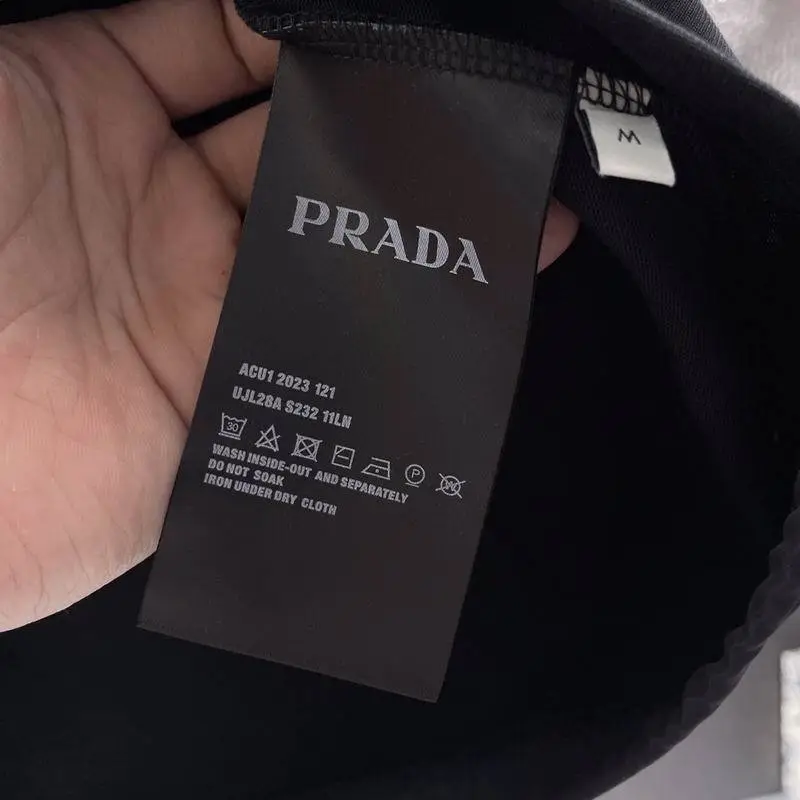 PRADA
M
ACU1 2023 121
UJL28A S232 11LN
30
P
W
WASH INSIDE-OUT AND SEPARATELY
DO NOT SOAK
IRON UNDER DRY CLOTH